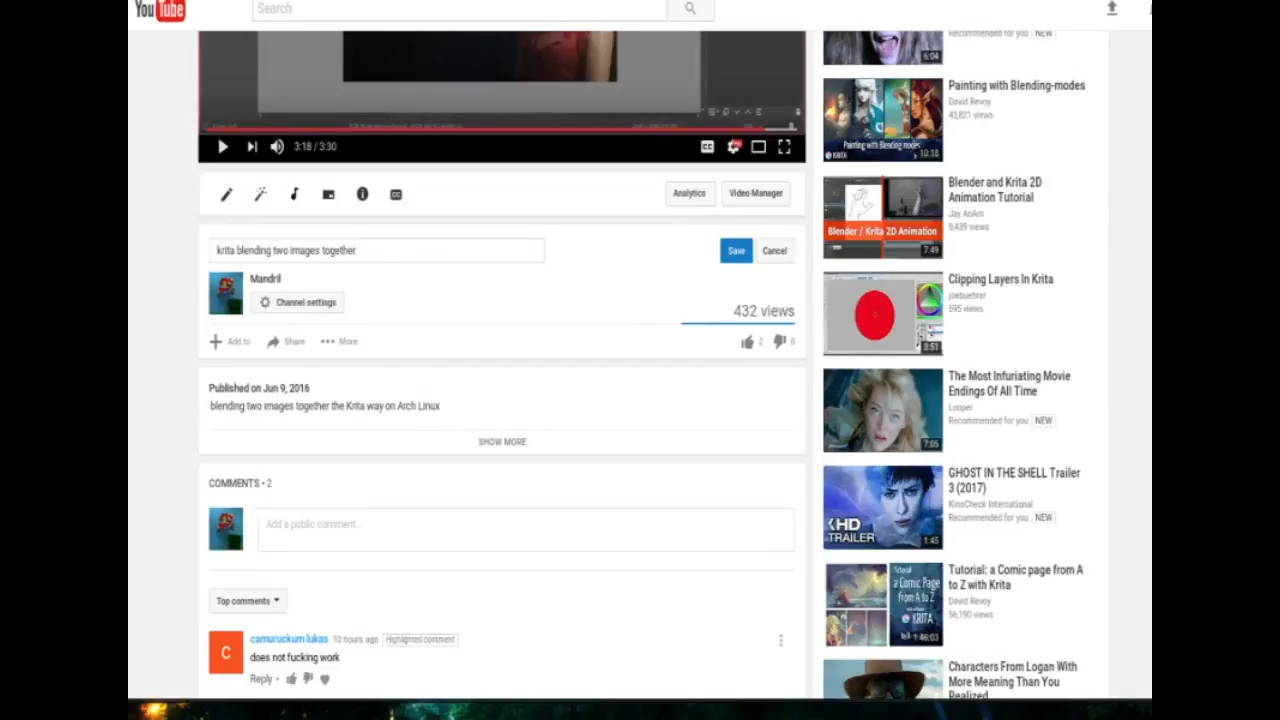 YouTube
Search
3:18 / 3:30
CC
Analytics
Video Manager
CC
krita blending two images together
Save
Cancel
Mandril
Channel settings
432 views
Add to
Share
More
2
0
Published on Jun 9, 2016
blending two images together the Krita way on Arch Linux
SHOW MORE
COMMENTS • 2
Add a public comment...
Top comments
C
camuruckum lukas 10 hours ago Highlighted comment
does not fucking work
Reply •
6:04
Recommended for you NEW
Painting with Blending modes
KRITA
10:18
Painting with Blending-modes
David Revoy
43,821 views
Blender / Krita 2D Animation
7:49
Blender and Krita 2D
Animation Tutorial
Jay AnAm
9,439 views
3:51
Clipping Layers In Krita
joebuehrer
595 views
7:05
The Most Infuriating Movie
Endings Of All Time
Looper
Recommended for you NEW
HD
TRAILER
1:45
GHOST IN THE SHELL Trailer
3 (2017)
KinoCheck International
Recommended for you NEW
Tutorial
a Comic Page
from A to Z
KRITA
1:46:03
Tutorial: a Comic page from A
to Z with Krita
David Revoy
56,190 views
Characters From Logan With
More Meaning Than You
Realized